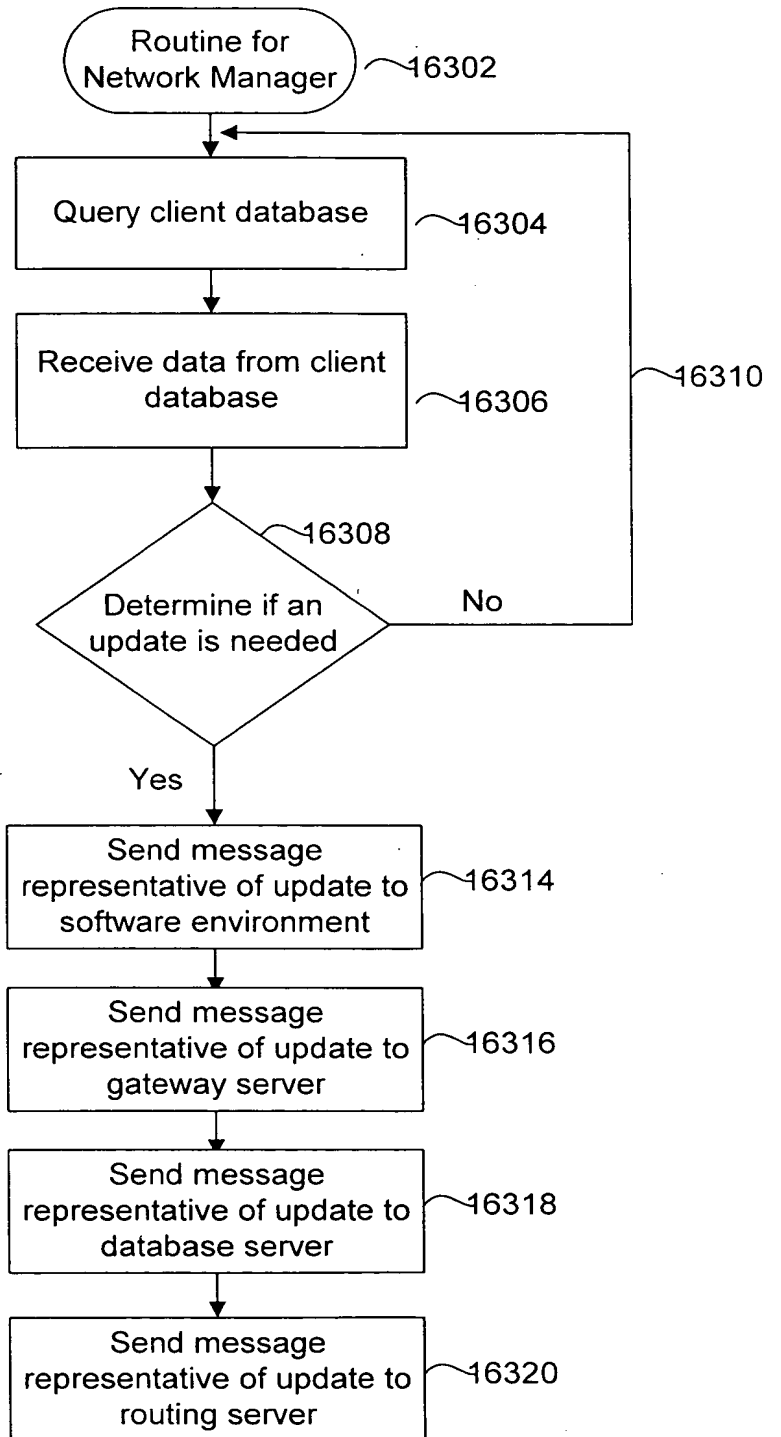 Routine for
Network Manager
16302
Query client database
16304
Receive data from client
database
16306
16310
16308
Determine if an
update is needed
No
Yes
Send message
representative of update to
software environment
16314
Send message
representative of update to
gateway server
16316
Send message
representative of update to
database server
16318
Send message
representative of update to
routing server
16320